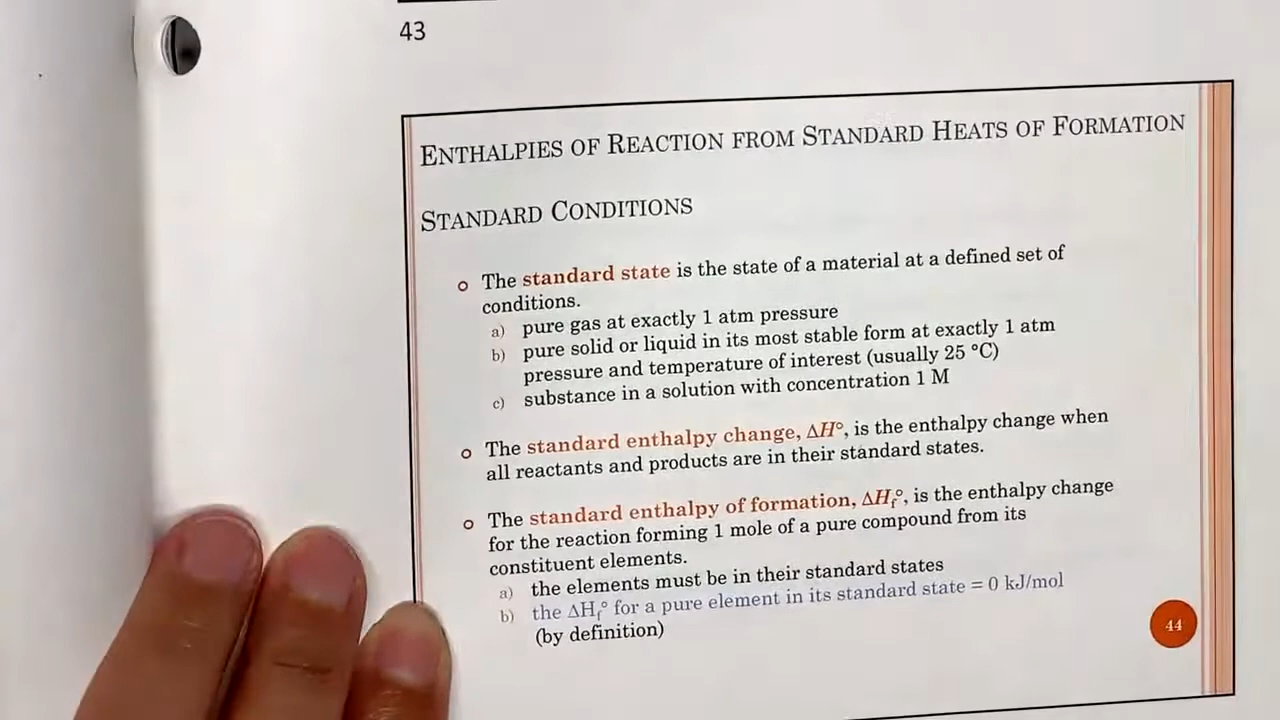 43
ENTHALPIES OF REACTION FROM STANDARD HEATS OF FORMATION
STANDARD CONDITIONS
o The standard state is the state of a material at a defined set of
conditions.
a) pure gas at exactly 1 atm pressure
b) pure solid or liquid in its most stable form at exactly 1 atm
pressure and temperature of interest (usually 25 °C)
c) substance in a solution with concentration 1 M
o The standard enthalpy change, ΔH°, is the enthalpy change when
all reactants and products are in their standard states.
o The standard enthalpy of formation, ΔHf°, is the enthalpy change
for the reaction forming 1 mole of a pure compound from its
constituent elements.
a) the elements must be in their standard states
b) the ΔHf° for a pure element in its standard state = 0 kJ/mol
(by definition)
44